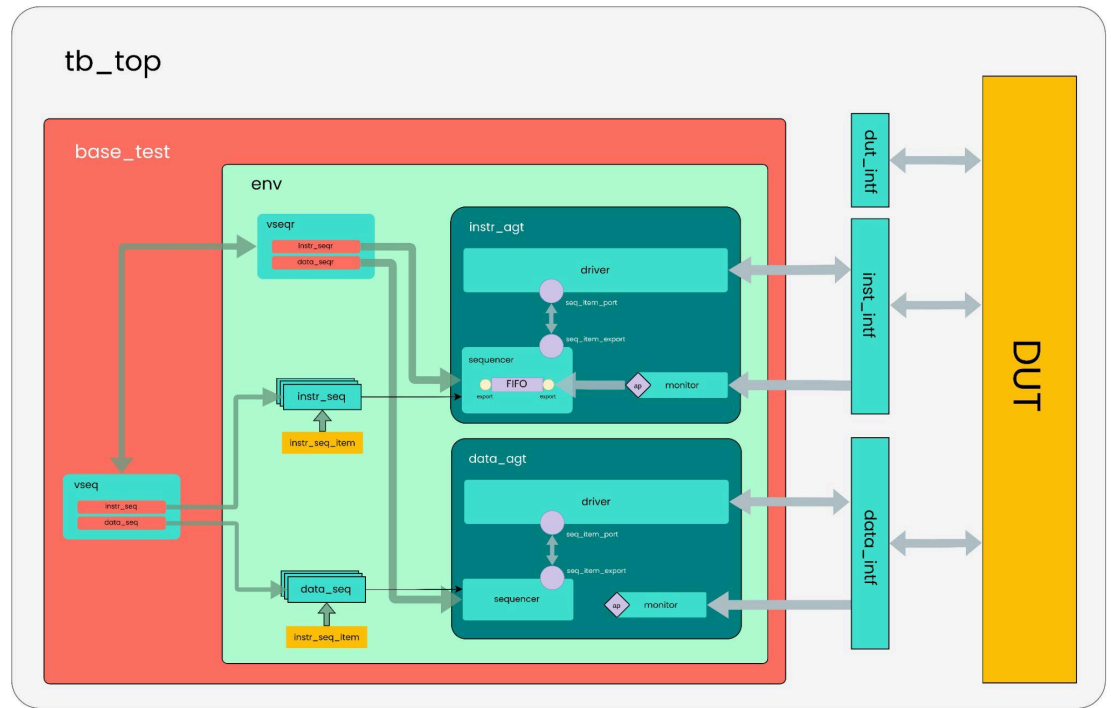 tb_top
base_test
env
vseqr
instr_seqr
data_seqr
instr_agt
driver
seq_item_port
seq_item_export
sequencer
FIFO
export
export
ap
monitor
instr_seq
instr_seq_item
vseq
instr_seq
data_seq
data_agt
driver
seq_item_port
seq_item_export
sequencer
ap
monitor
data_seq
instr_seq_item
dut_intf
inst_intf
data_intf
DUT